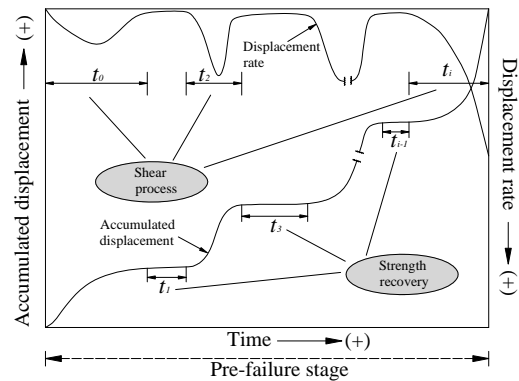 Accumulated displacement (+)
Displacement rate
(+)
t0
t2
ti
Displacement
rate
ti-1
Shear
process
Accumulated
displacement
t3
t1
Strength
recovery
Time (+)
Pre-failure stage